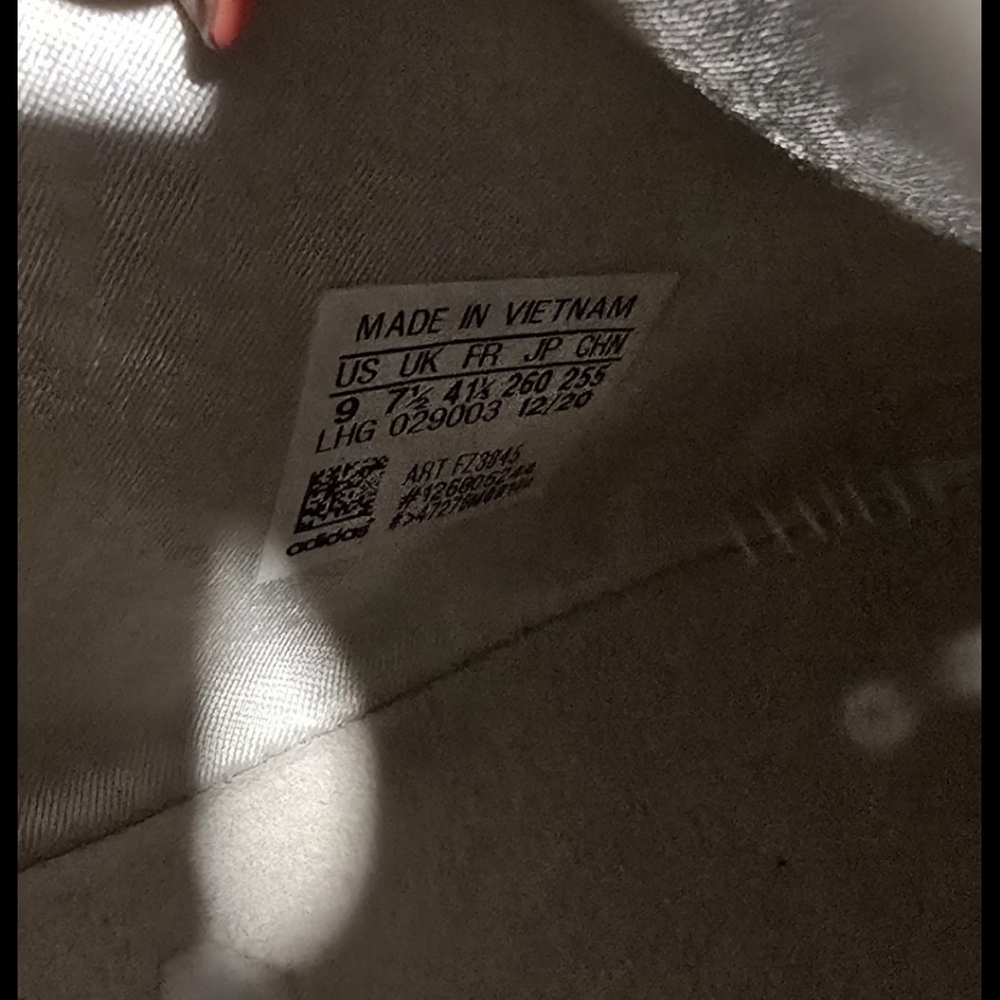 MADE IN VIETNAM
US UK FR JP CHN
9 7½ 41⅓ 260 255
LHG 029003 12/20
ART FZ3845
adidas